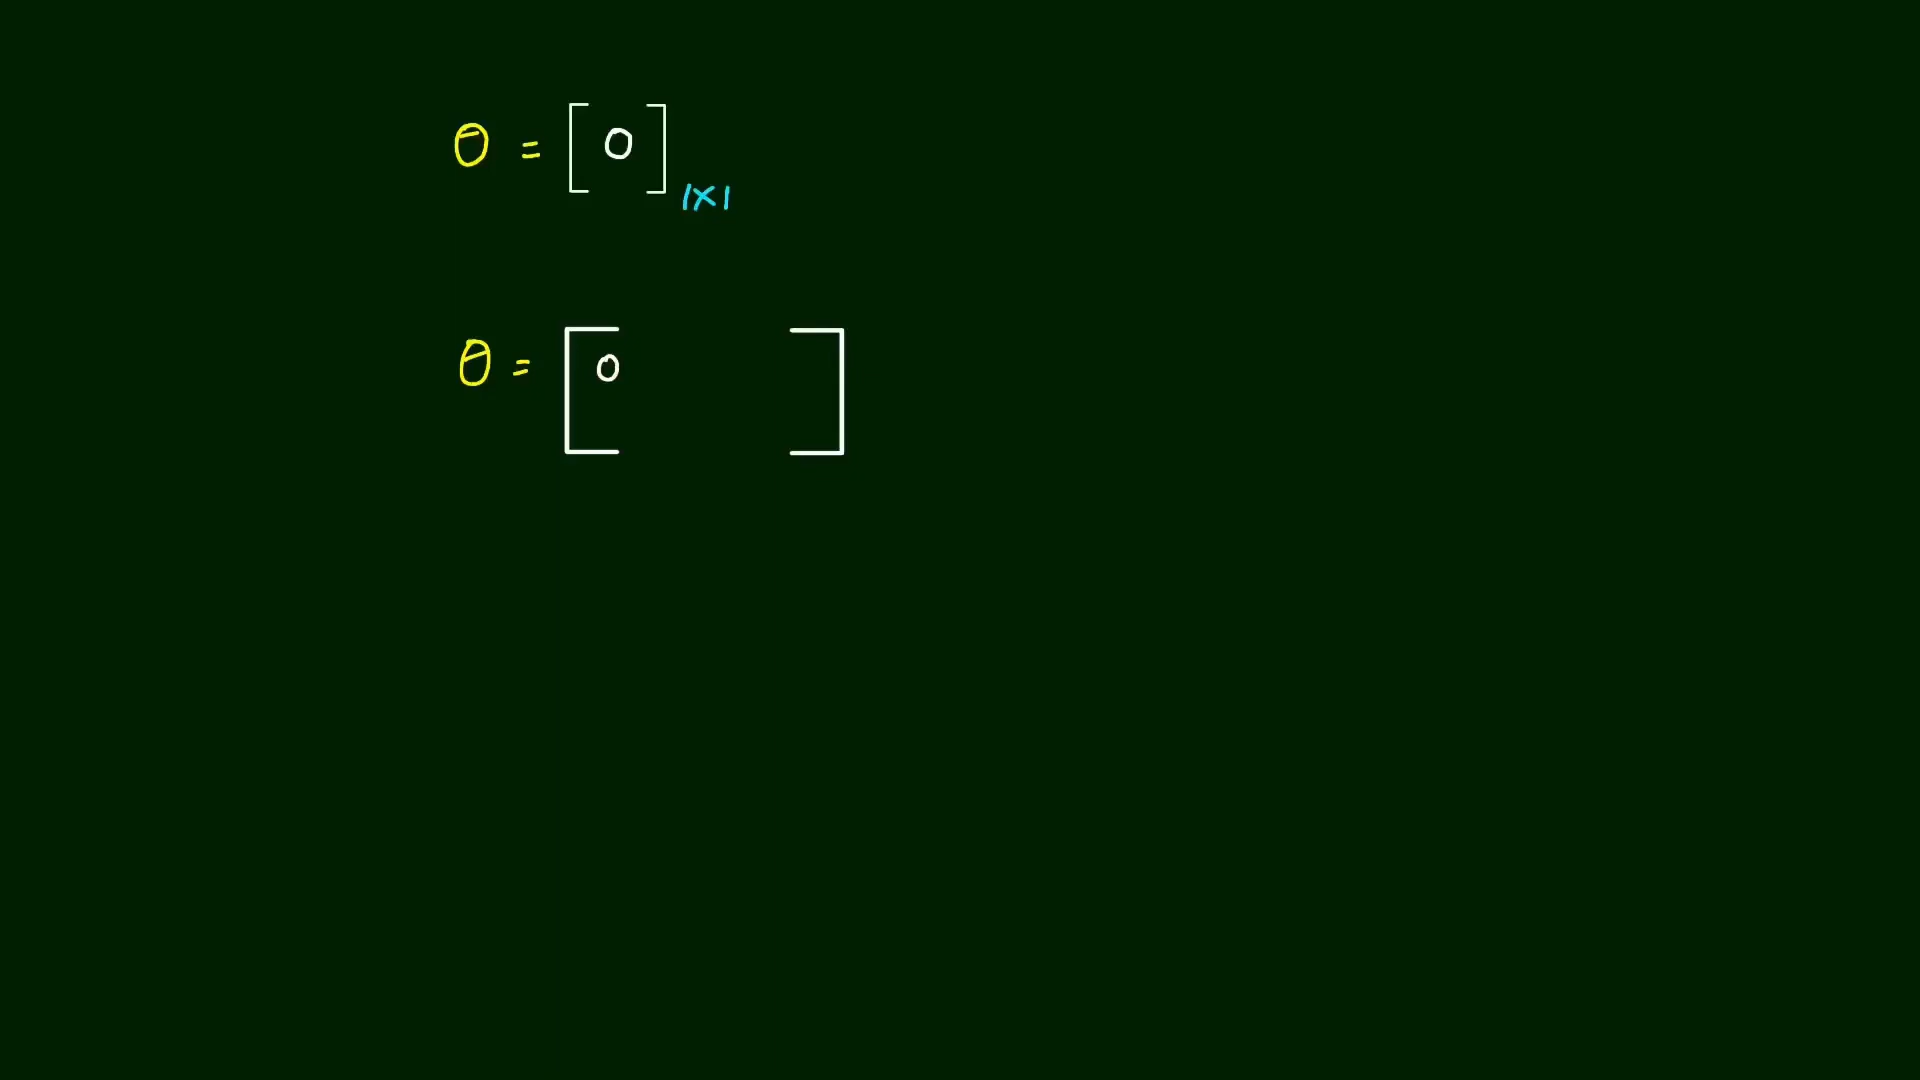 θ = [ 0 ] 1×1
θ = [ 0 ]